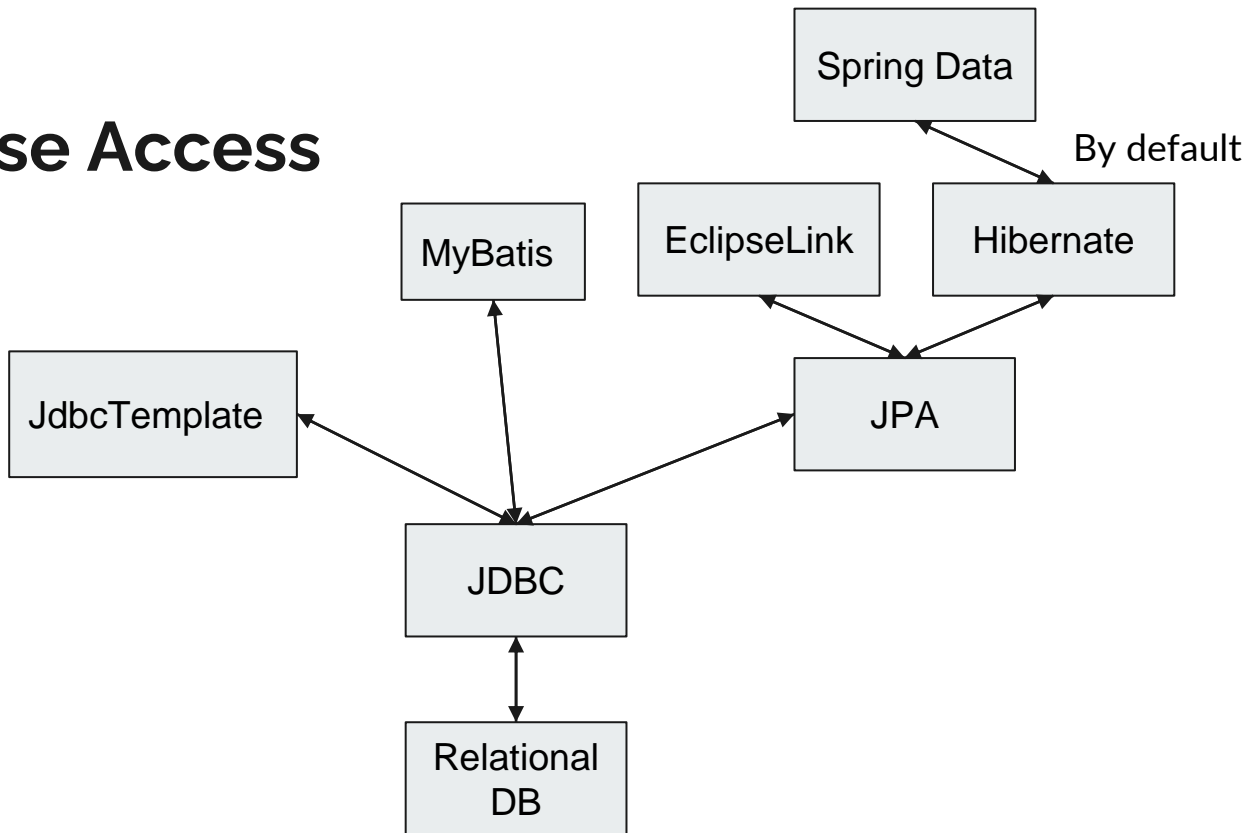 Spring Data
se Access
By default
MyBatis
EclipseLink
Hibernate
JdbcTemplate
JPA
JDBC
Relational
DB